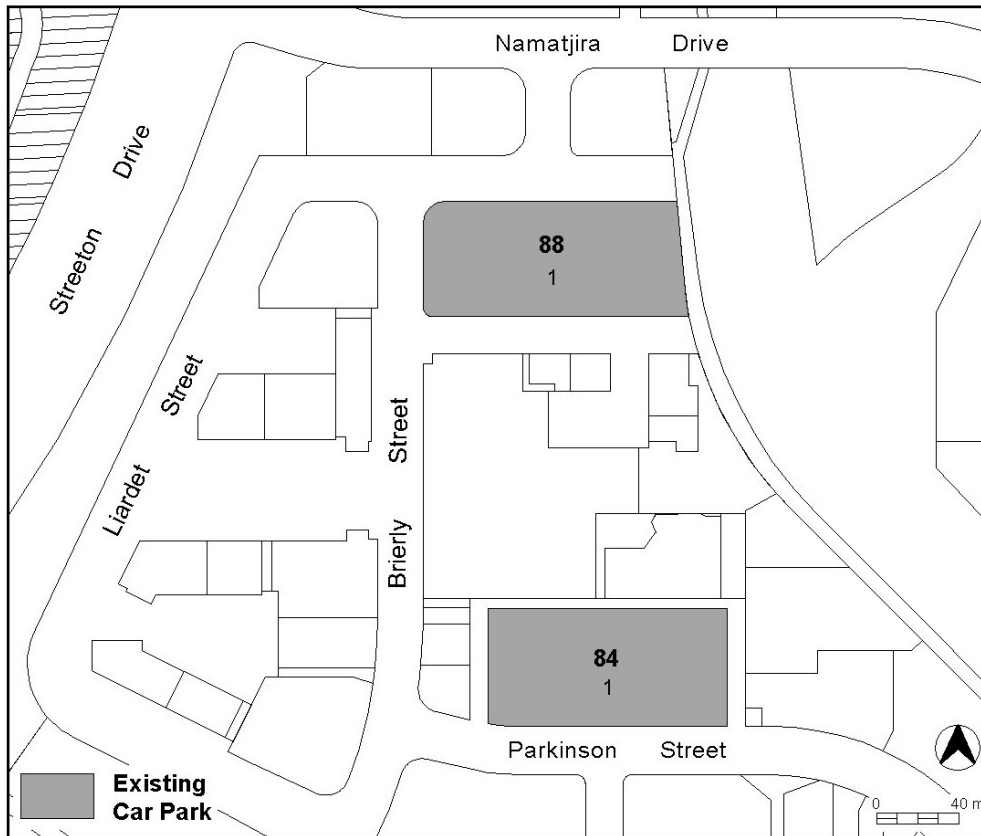 Namatjira Drive
Streeton Drive
88
1
Liardet Street
Brierly Street
84
1
Parkinson Street
Existing
Car Park
0 40 m